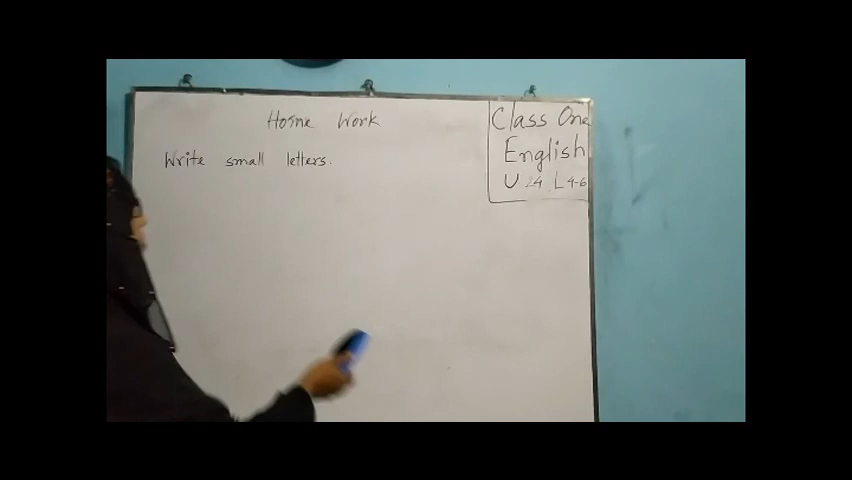 Home Work
Write small letters.
Class One
English
U 24 L 4-6